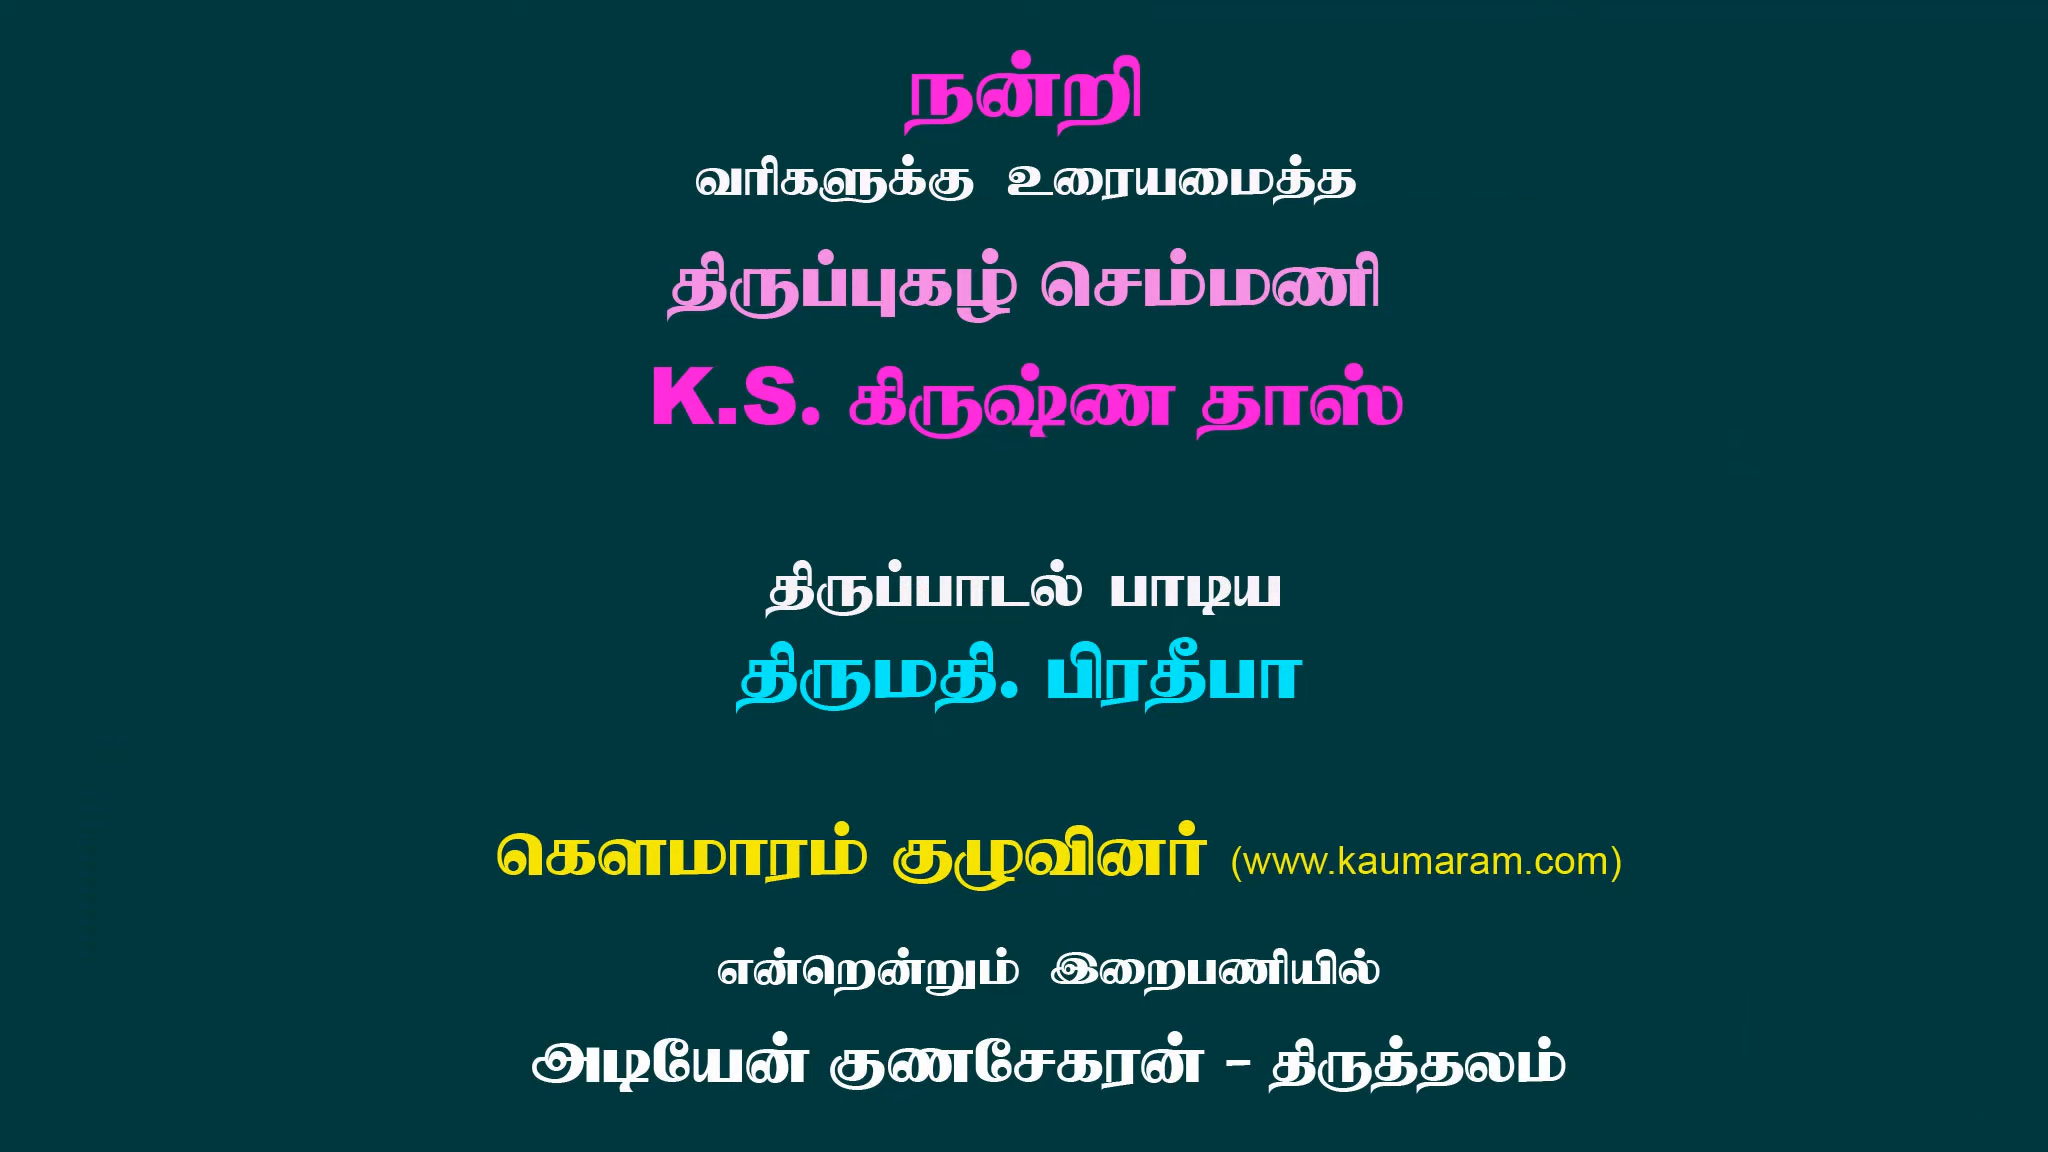 நன்றி
வரிகளுக்கு உரையமைத்த
திருப்புகழ் செம்மணி
K.S. கிருஷ்ண தாஸ்
திருப்பாடல் பாடிய
திருமதி. பிரதீபா
கௌமாரம் குழுவினர் (www.kaumaram.com)
என்றென்றும் இறைபணியில்
அடியேன் குணசேகரன் - திருத்தலம்